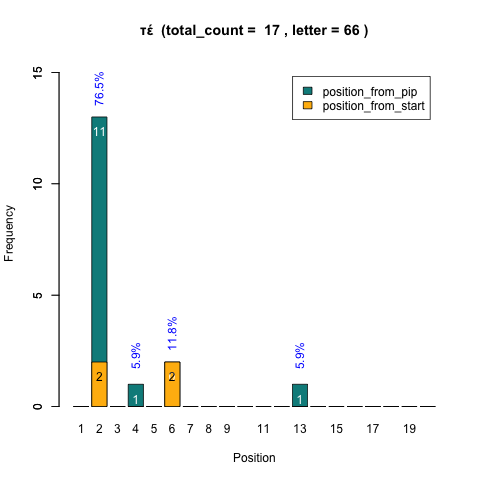 τέ (total_count = 17 , letter = 66 )
15
10
5
0
Frequency
76.5%
11
2
5.9%
1
11.8%
2
5.9%
1
position_from_pip
position_from_start
1 2 3 4 5 6 7 8 9 11 13 15 17 19
Position